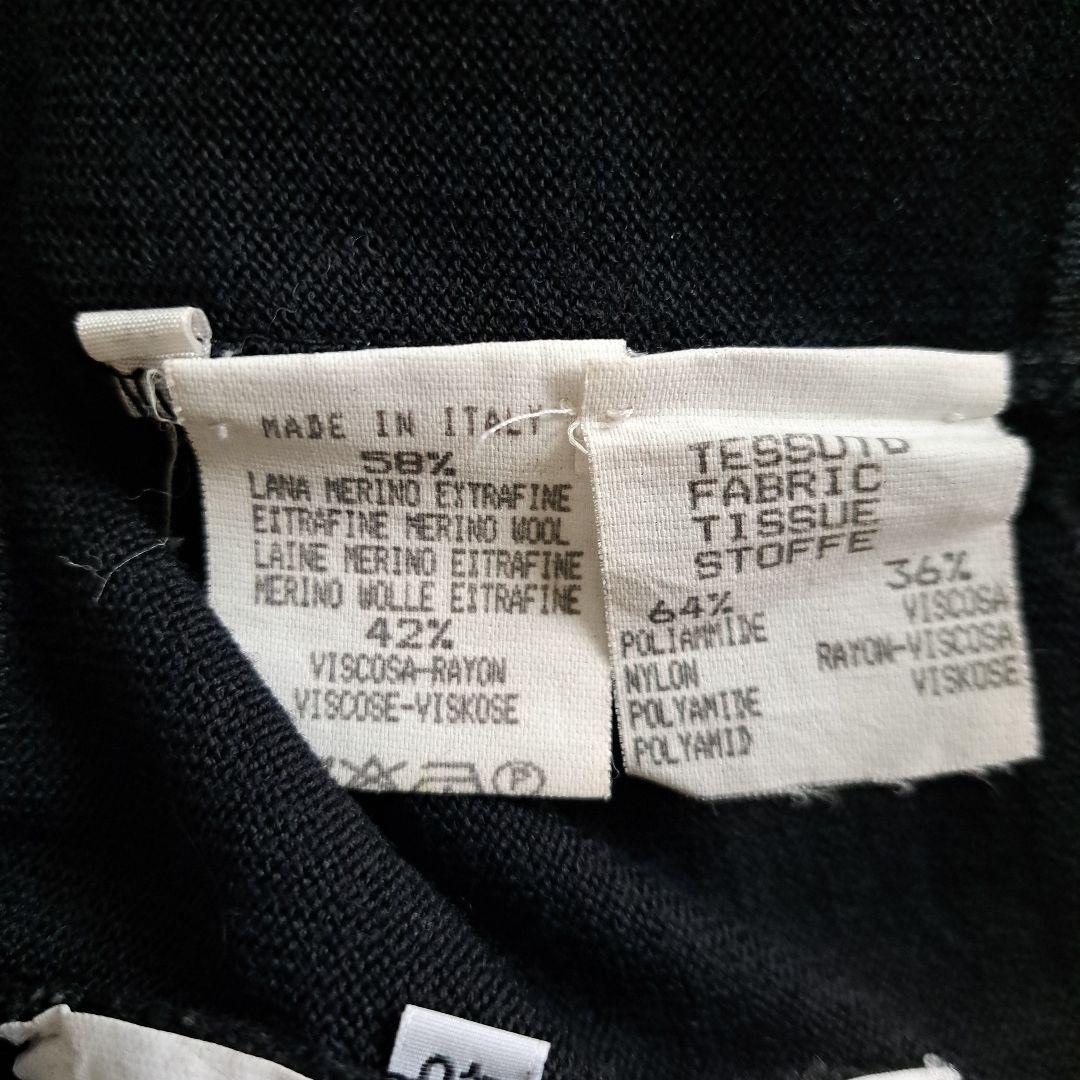 MADE IN ITALY
58%
LANA MERINO EXTRAFINE
EXTRAFINE MERINO WOOL
LAINE MERINO EXTRAFINE
MERINO WOLLE EXTRAFINE
42%
VISCOSA-RAYON
VISCOSE-VISKOSE
P
TESSUTO
FABRIC
TISSUE
STOFFE
64%
POLIAMMIDE
NYLON
POLYAMIDE
POLYAMID
36%
VISCOSA
RAYON-VISCOSA
VISKOSE